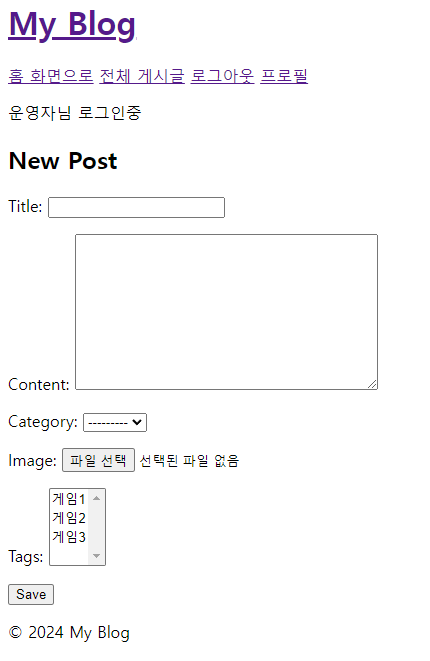 My Blog
홈 화면으로 전체 게시글 로그아웃 프로필
운영자님 로그인중
New Post
Title:
Content:
Category: ---------
Image: 파일 선택 선택된 파일 없음
게임1
게임2
게임3
Tags:
Save
© 2024 My Blog